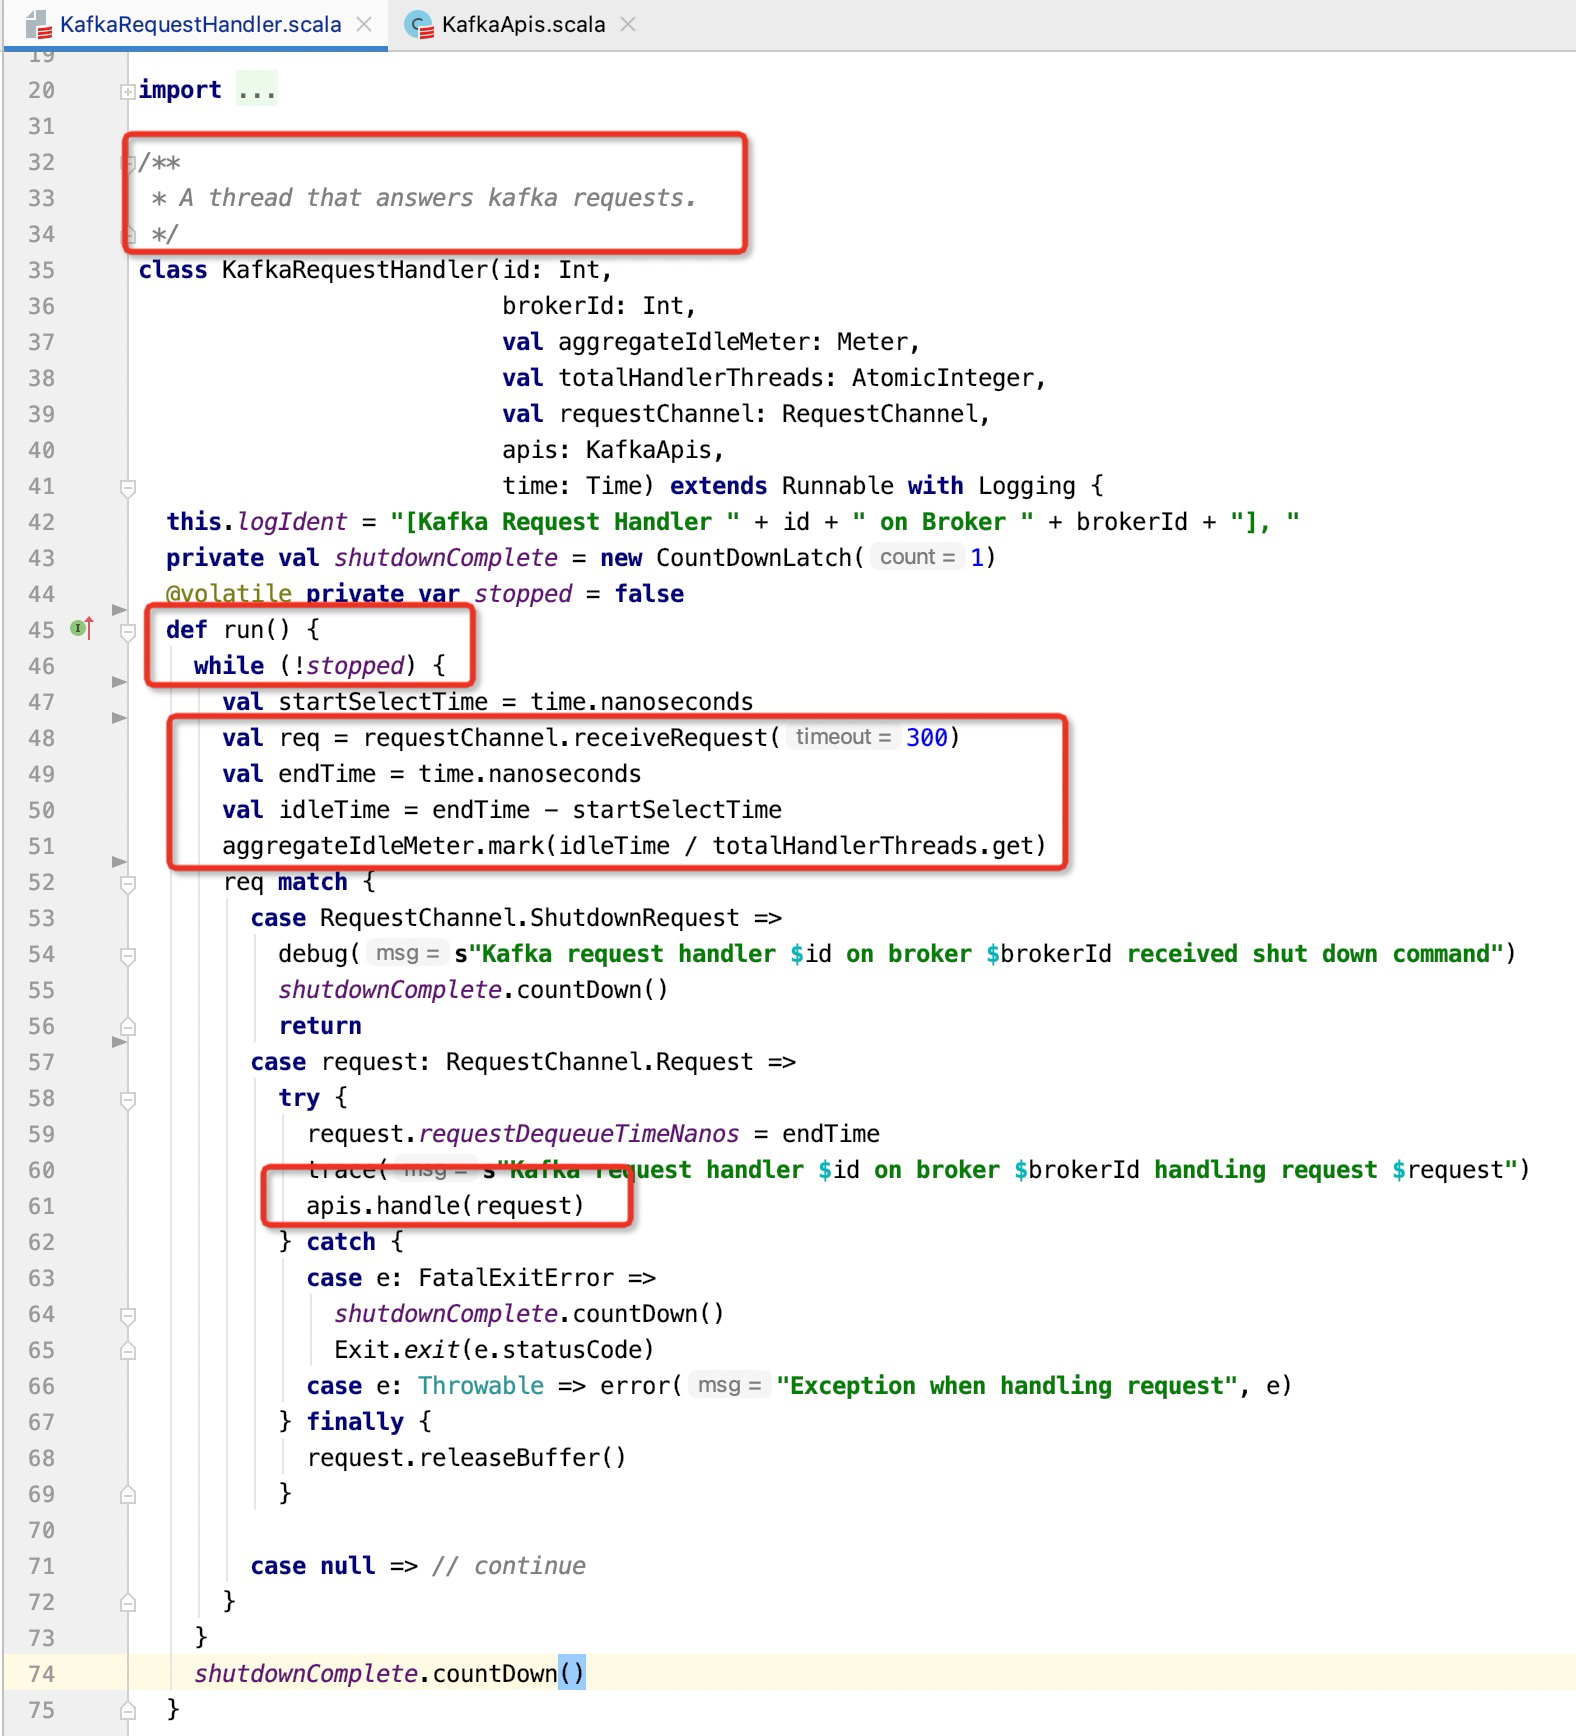 KafkaRequestHandler.scala × KafkaApis.scala ×
19
20 import ...
31
32 /**
33  * A thread that answers kafka requests.
34  */
35 class KafkaRequestHandler(id: Int,
36                           brokerId: Int,
37                           val aggregateIdleMeter: Meter,
38                           val totalHandlerThreads: AtomicInteger,
39                           val requestChannel: RequestChannel,
40                           apis: KafkaApis,
41                           time: Time) extends Runnable with Logging {
42   this.logIdent = "[Kafka Request Handler " + id + " on Broker " + brokerId + "], "
43   private val shutdownComplete = new CountDownLatch( count = 1)
44   @volatile private var stopped = false
45   def run() {
46     while (!stopped) {
47       val startSelectTime = time.nanoseconds
48       val req = requestChannel.receiveRequest( timeout = 300)
49       val endTime = time.nanoseconds
50       val idleTime = endTime - startSelectTime
51       aggregateIdleMeter.mark(idleTime / totalHandlerThreads.get)
52       req match {
53         case RequestChannel.ShutdownRequest =>
54           debug( msg = s"Kafka request handler $id on broker $brokerId received shut down command")
55           shutdownComplete.countDown()
56           return
57         case request: RequestChannel.Request =>
58           try {
59             request.requestDequeueTimeNanos = endTime
60             trace( msg = s"Kafka request handler $id on broker $brokerId handling request $request")
61             apis.handle(request)
62           } catch {
63             case e: FatalExitError =>
64               shutdownComplete.countDown()
65               Exit.exit(e.statusCode)
66             case e: Throwable => error( msg = "Exception when handling request", e)
67           } finally {
68             request.releaseBuffer()
69           }
70
71         case null => // continue
72       }
73     }
74     shutdownComplete.countDown()
75   }